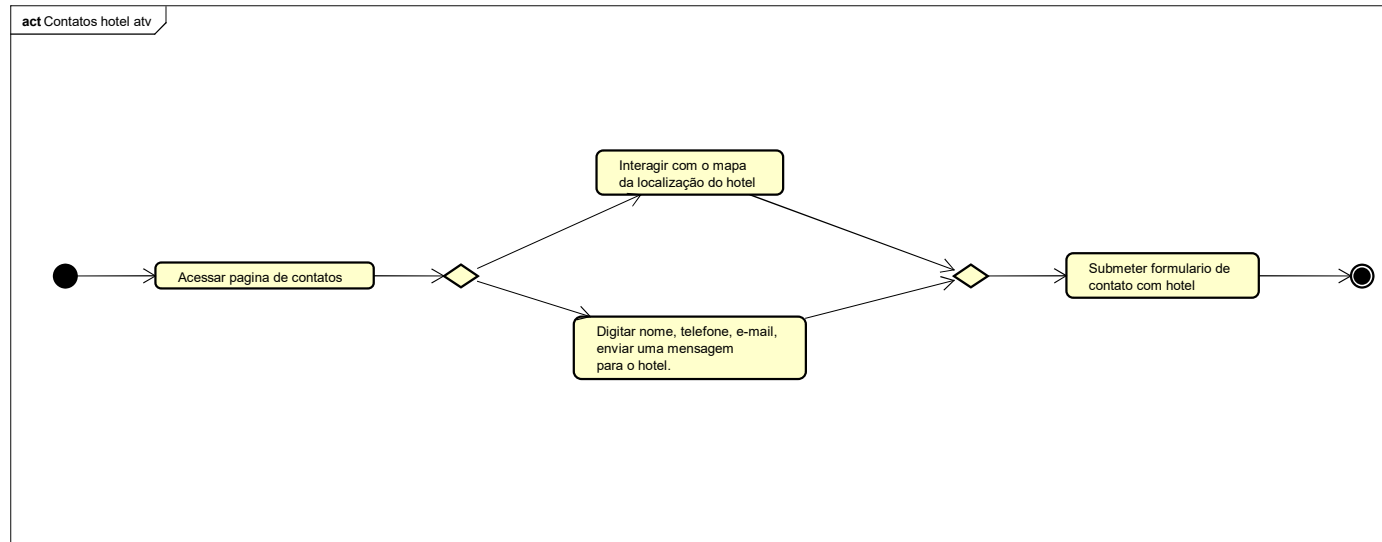 act Contatos hotel atv
Interagir com o mapa
da localização do hotel
Acessar pagina de contatos
Submeter formulario de
contato com hotel
Digitar nome, telefone, e-mail,
enviar uma mensagem
para o hotel.